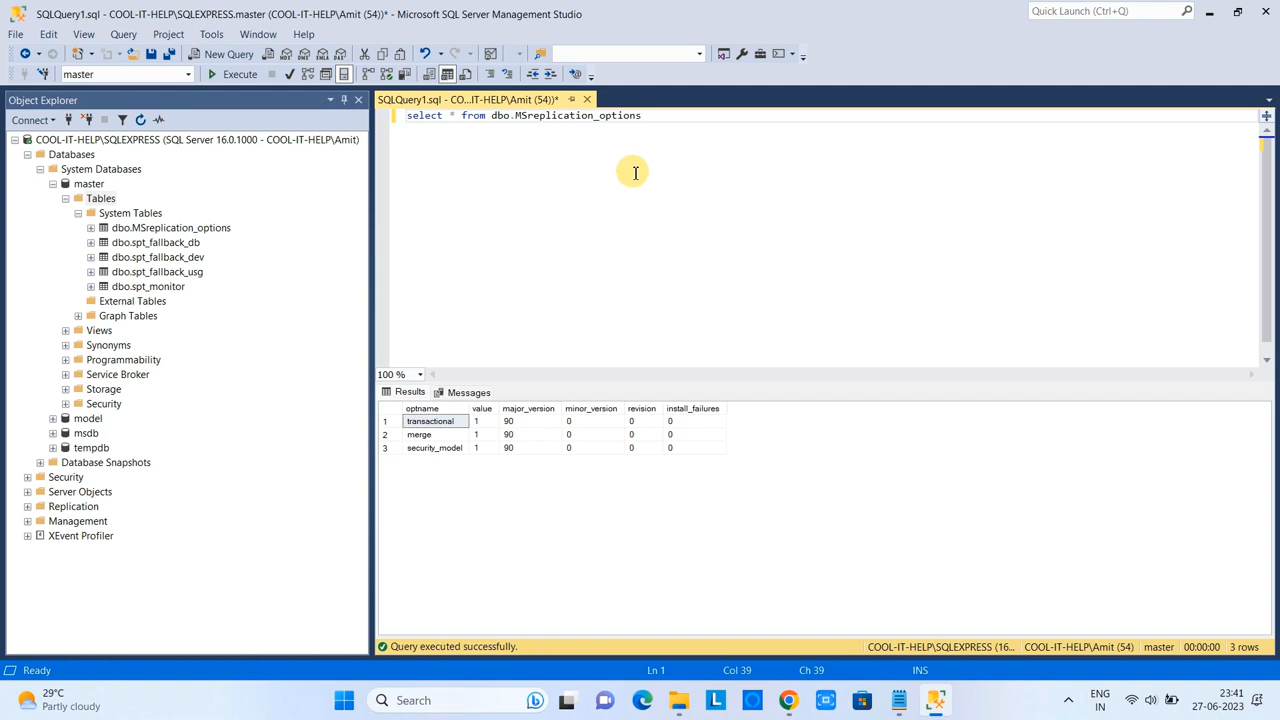 SQLQuery1.sql - COOL-IT-HELP\SQLEXPRESS.master (COOL-IT-HELP\Amit (54))* - Microsoft SQL Server Management Studio
Quick Launch (Ctrl+Q)
File Edit View Query Project Tools Window Help
New Query
MDX DMX XMLA DAX
master
Execute
Object Explorer
SQLQuery1.sql - CO...IT-HELP\Amit (54))*
Connect
select * from dbo.MSreplication_options
COOL-IT-HELP\SQLEXPRESS (SQL Server 16.0.1000 - COOL-IT-HELP\Amit)
Databases
System Databases
master
Tables
System Tables
dbo.MSreplication_options
dbo.spt_fallback_db
dbo.spt_fallback_dev
dbo.spt_fallback_usg
dbo.spt_monitor
External Tables
Graph Tables
Views
Synonyms
Programmability
Service Broker
Storage
Security
model
msdb
tempdb
Database Snapshots
Security
Server Objects
Replication
Management
XEvent Profiler
100 %
Results Messages
optname value major_version minor_version revision install_failures
1 transactional 1 90 0 0 0
2 merge 1 90 0 0 0
3 security_model 1 90 0 0 0
Query executed successfully. COOL-IT-HELP\SQLEXPRESS (16... COOL-IT-HELP\Amit (54) master 00:00:00 3 rows
Ready Ln 1 Col 39 Ch 39 INS
29°C
Partly cloudy
Search
L
ENG
IN
23:41
27-06-2023